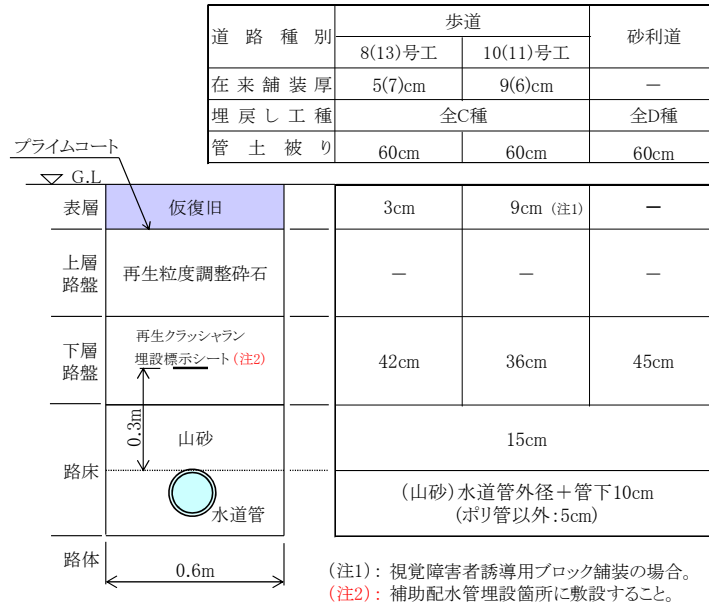 道路種別 歩道 砂利道
8(13)号工 10(11)号工
在来舗装厚 5(7)cm 9(6)cm －
埋戻し工種 全C種 全D種
管土被り 60cm 60cm 60cm
プライムコート
G.L
表層 仮復旧 3cm 9cm (注1) －
上層
路盤 再生粒度調整砕石 － － －
再生クラッシャラン
下層
路盤 埋設標示シート(注2) 42cm 36cm 45cm
0.3m
山砂 15cm
路床
水道管
(山砂)水道管外径＋管下10cm
(ポリ管以外:5cm)
路体 0.6m
(注1)：視覚障害者誘導用ブロック舗装の場合。
(注2)：補助配水管埋設箇所に敷設すること。